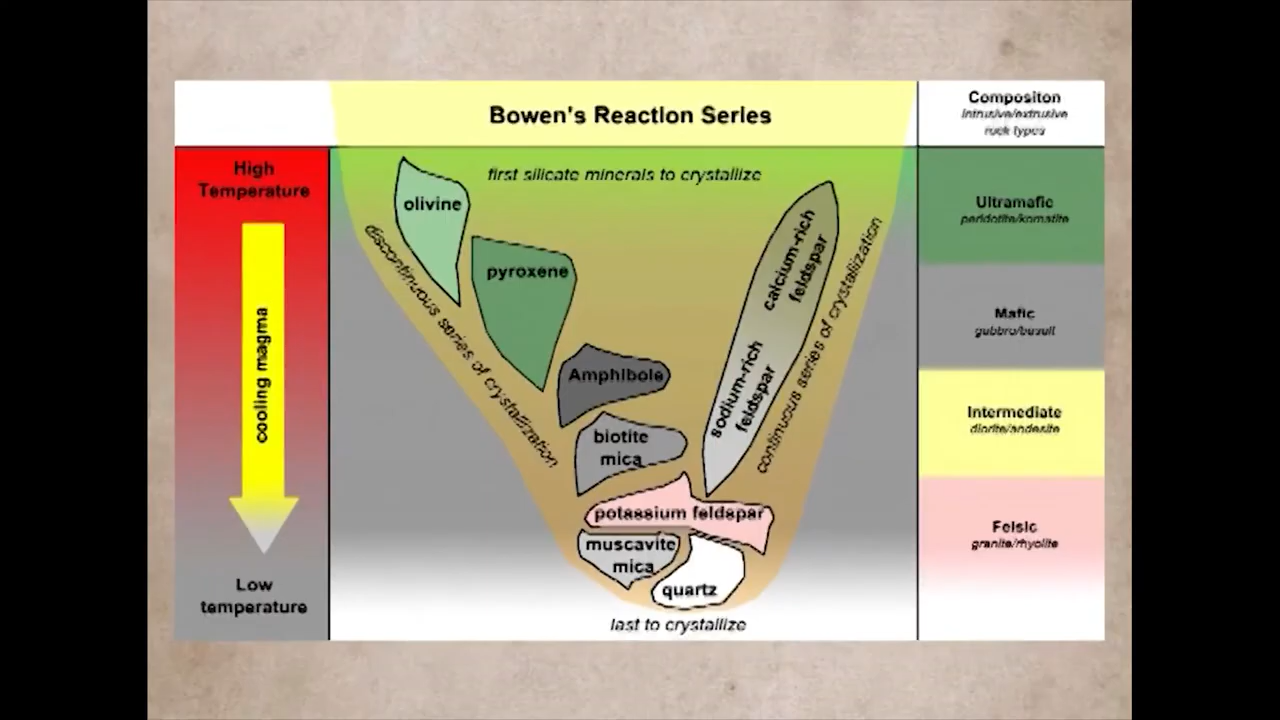 Bowen's Reaction Series
Compositon
intrusive/extrusive
rock types
High
Temperature
cooling magma
Low
temperature
first silicate minerals to crystallize
olivine
pyroxene
Amphibole
biotite
mica
potassium feldspar
muscavite
mica
quartz
calcium-rich
feldspar
sodium-rich
feldspar
discontinuous series of crystallization
continuous series of crystallization
last to crystallize
Ultramafic
peridotite/komatite
Mafic
gabbro/basalt
Intermediate
diorite/andesite
Felsic
granite/rhyolite